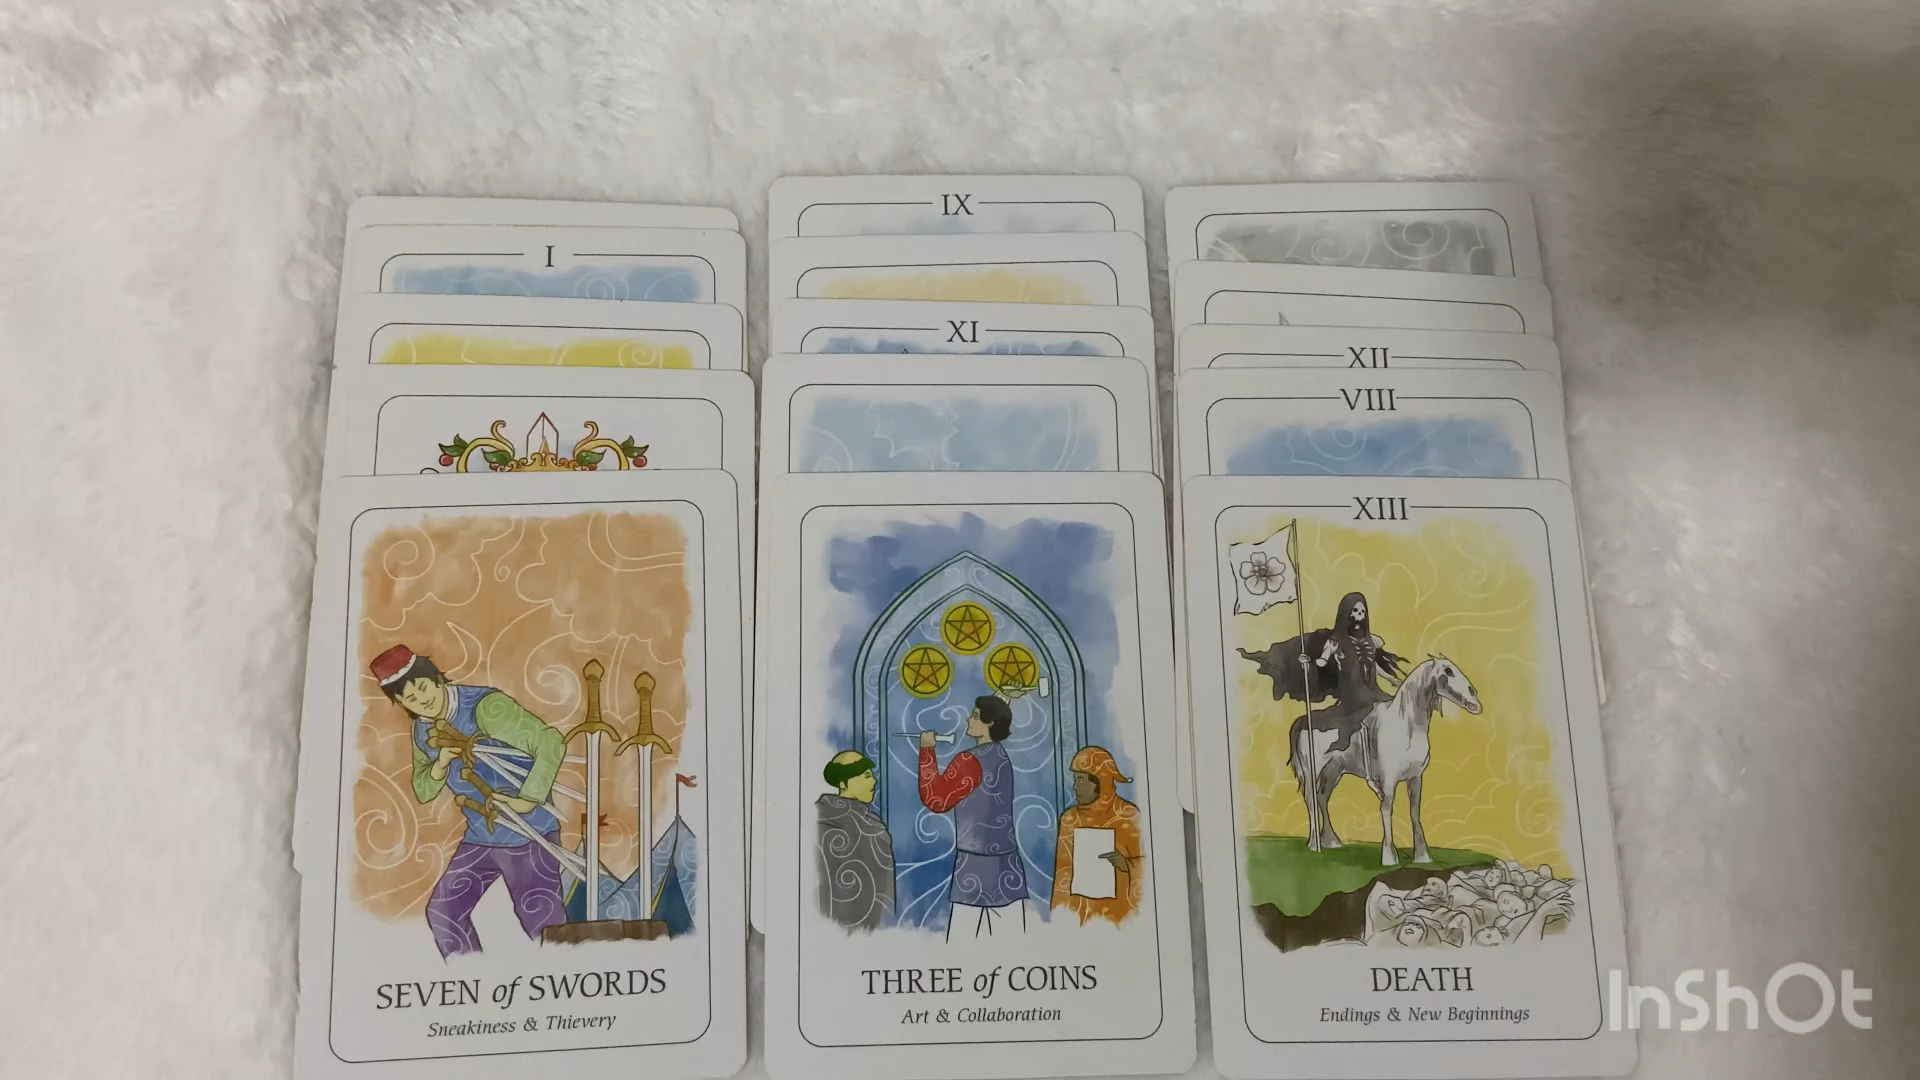 I
IX
XI
XII
VIII
XIII
SEVEN of SWORDS
Sneakiness & Thievery
THREE of COINS
Art & Collaboration
DEATH
Endings & New Beginnings
InShOt